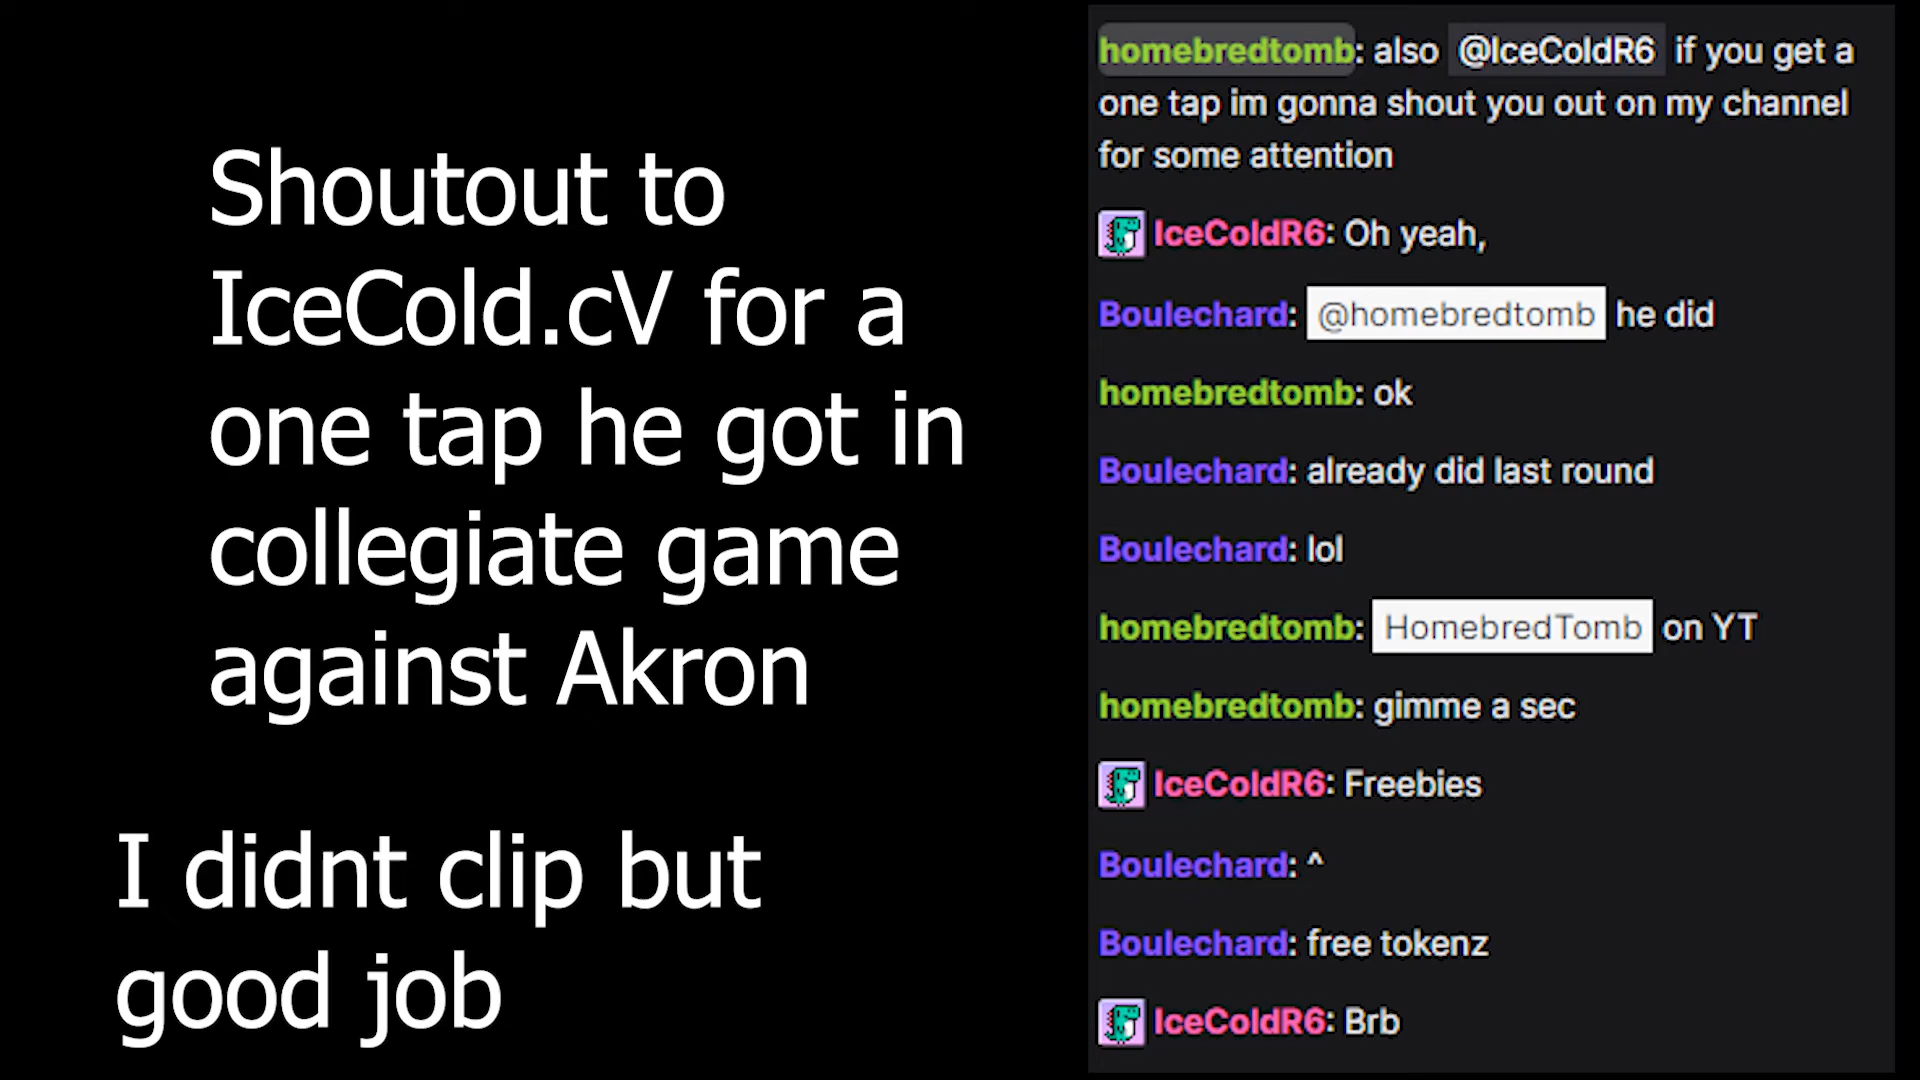 Shoutout to
IceCold.cV for a
one tap he got in
collegiate game
against Akron
I didnt clip but
good job
homebredtomb: also @IceColdR6 if you get a
one tap im gonna shout you out on my channel
for some attention
IceColdR6: Oh yeah,
Boulechard: @homebredtomb he did
homebredtomb: ok
Boulechard: already did last round
Boulechard: lol
homebredtomb: HomebredTomb on YT
homebredtomb: gimme a sec
IceColdR6: Freebies
Boulechard: ^
Boulechard: free tokenz
IceColdR6: Brb